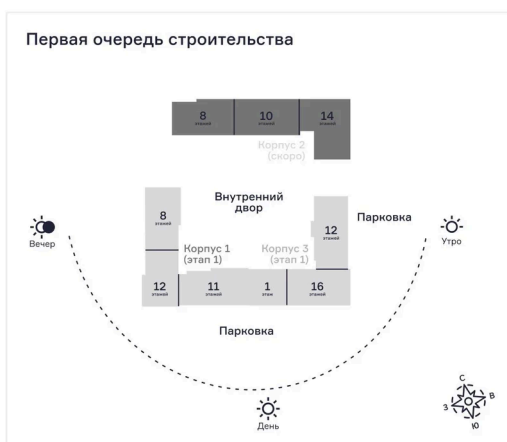 Первая очередь строительства
8
этажей
10
этажей
14
этажей
Корпус 2
(скоро)
Внутренний
двор
8
этажей
12
этажей
Парковка
Вечер
Утро
Корпус 1
(этап 1)
Корпус 3
(этап 1)
12
этажей
11
этажей
1
этаж
16
этажей
Парковка
День
С
В
З
Ю